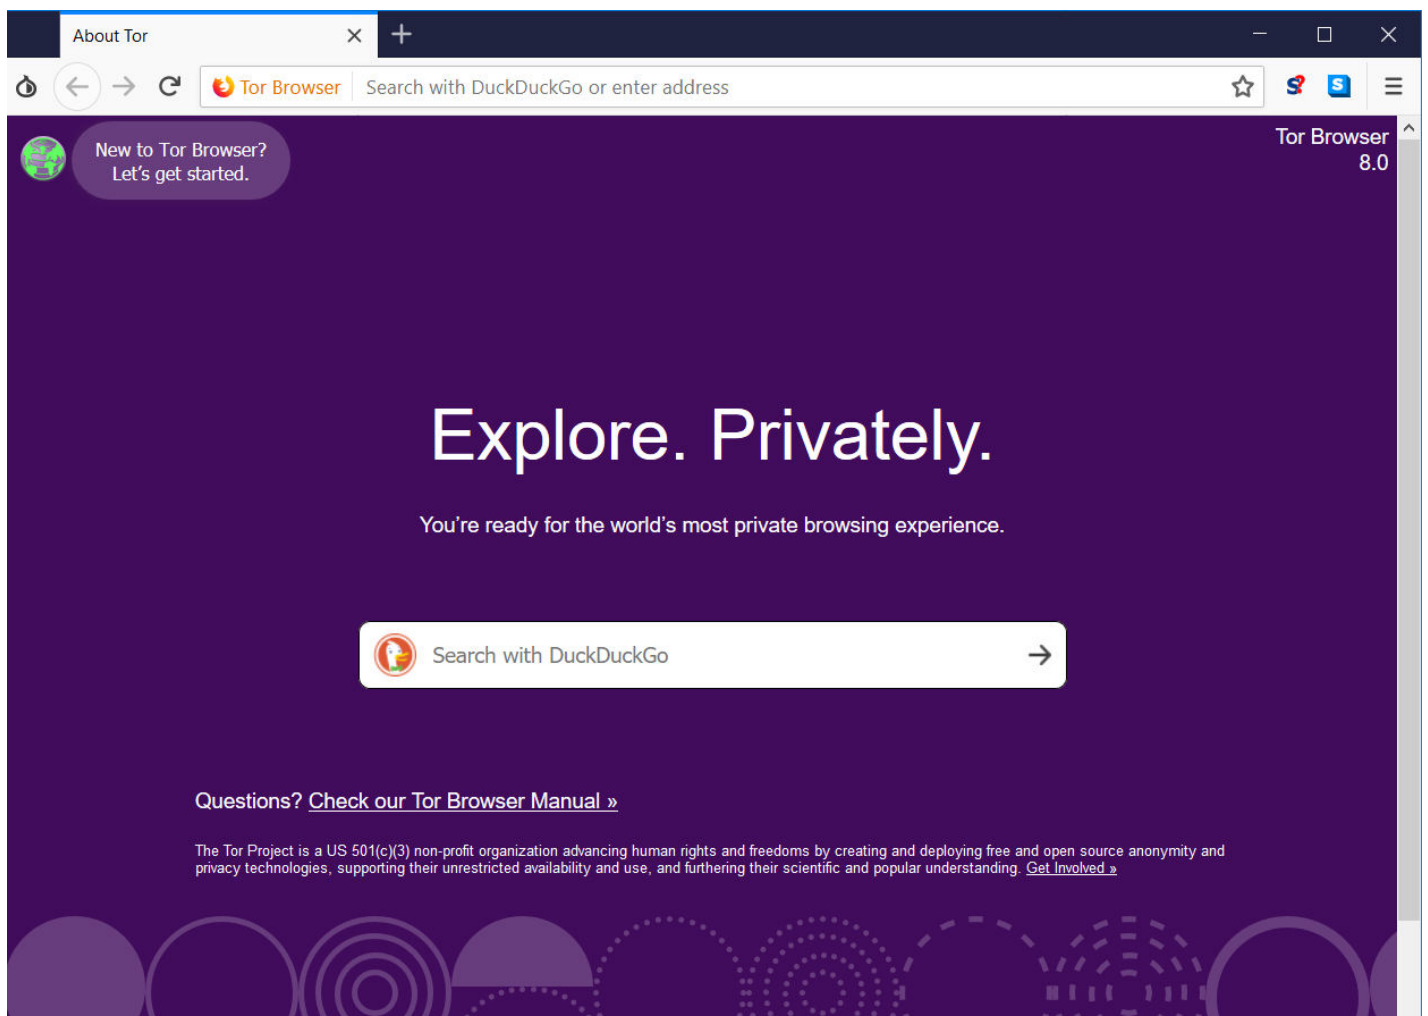 About Tor
Tor Browser
Search with DuckDuckGo or enter address
S?
S
New to Tor Browser?
Let’s get started.
Tor Browser
8.0
Explore. Privately.
You’re ready for the world’s most private browsing experience.
Search with DuckDuckGo
Questions? Check our Tor Browser Manual »
The Tor Project is a US 501(c)(3) non-profit organization advancing human rights and freedoms by creating and deploying free and open source anonymity and
privacy technologies, supporting their unrestricted availability and use, and furthering their scientific and popular understanding. Get Involved »